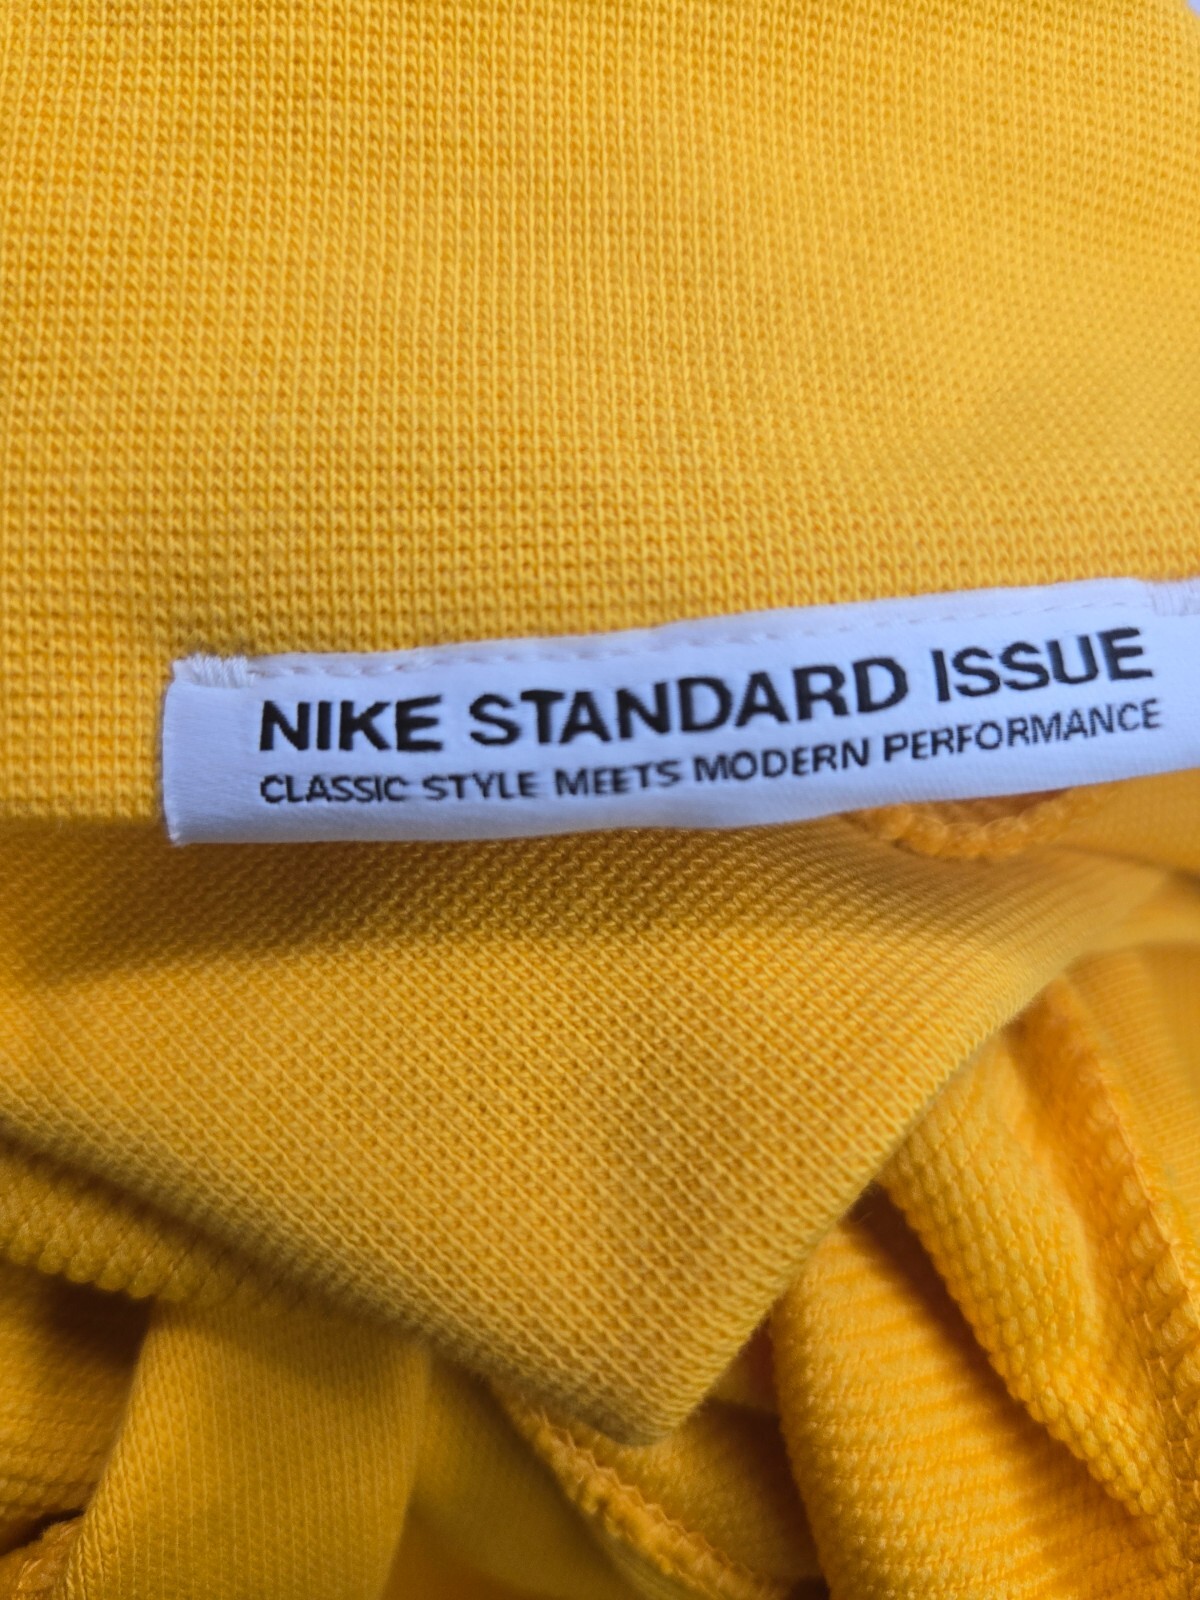 NIKE STANDARD ISSUE
CLASSIC STYLE MEETS MODERN PERFORMANCE